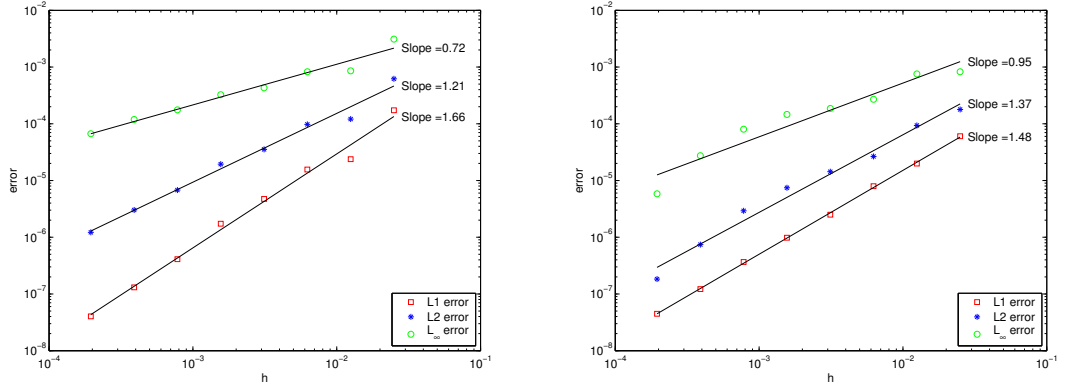 10^-2
10^-3
10^-4
10^-5
10^-6
10^-7
10^-8
error
Slope =0.72
Slope =1.21
Slope =1.66
L1 error
L2 error
L∞ error
10^-4
10^-3
10^-2
10^-1
h
10^-2
10^-3
10^-4
10^-5
10^-6
10^-7
10^-8
error
Slope =0.95
Slope =1.37
Slope =1.48
L1 error
L2 error
L∞ error
10^-4
10^-3
10^-2
10^-1
h